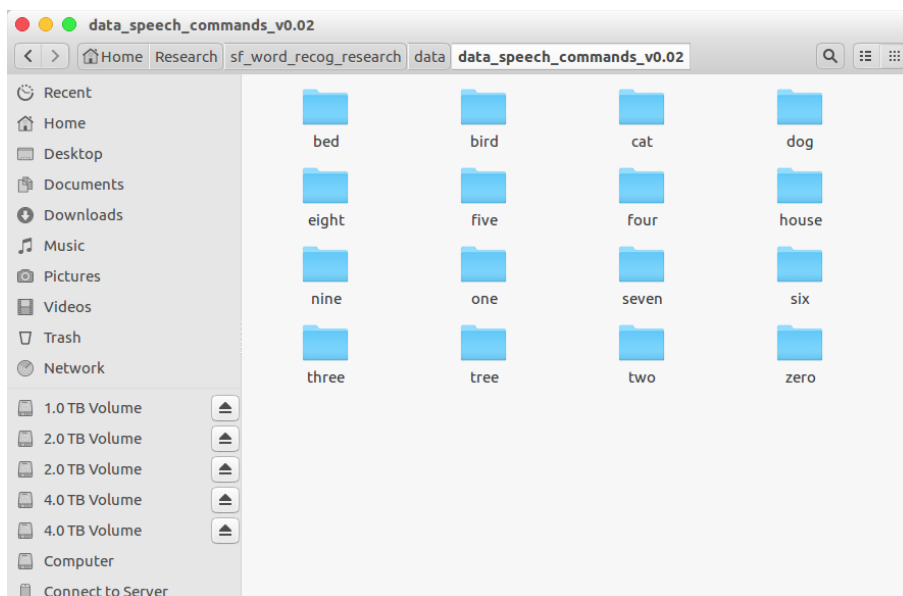 data_speech_commands_v0.02
Home Research sf_word_recog_research data data_speech_commands_v0.02
Recent
Home
Desktop
Documents
Downloads
Music
Pictures
Videos
Trash
Network
1.0 TB Volume
2.0 TB Volume
2.0 TB Volume
4.0 TB Volume
4.0 TB Volume
Computer
Connect to Server
bed bird cat dog
eight five four house
nine one seven six
three tree two zero